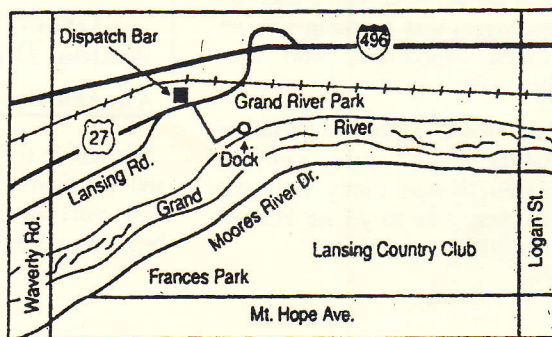 Dispatch Bar
496
Grand River Park
27
River
Lansing Rd.
Dock
Grand
Moores River Dr.
Waverly Rd.
Logan St.
Lansing Country Club
Frances Park
Mt. Hope Ave.